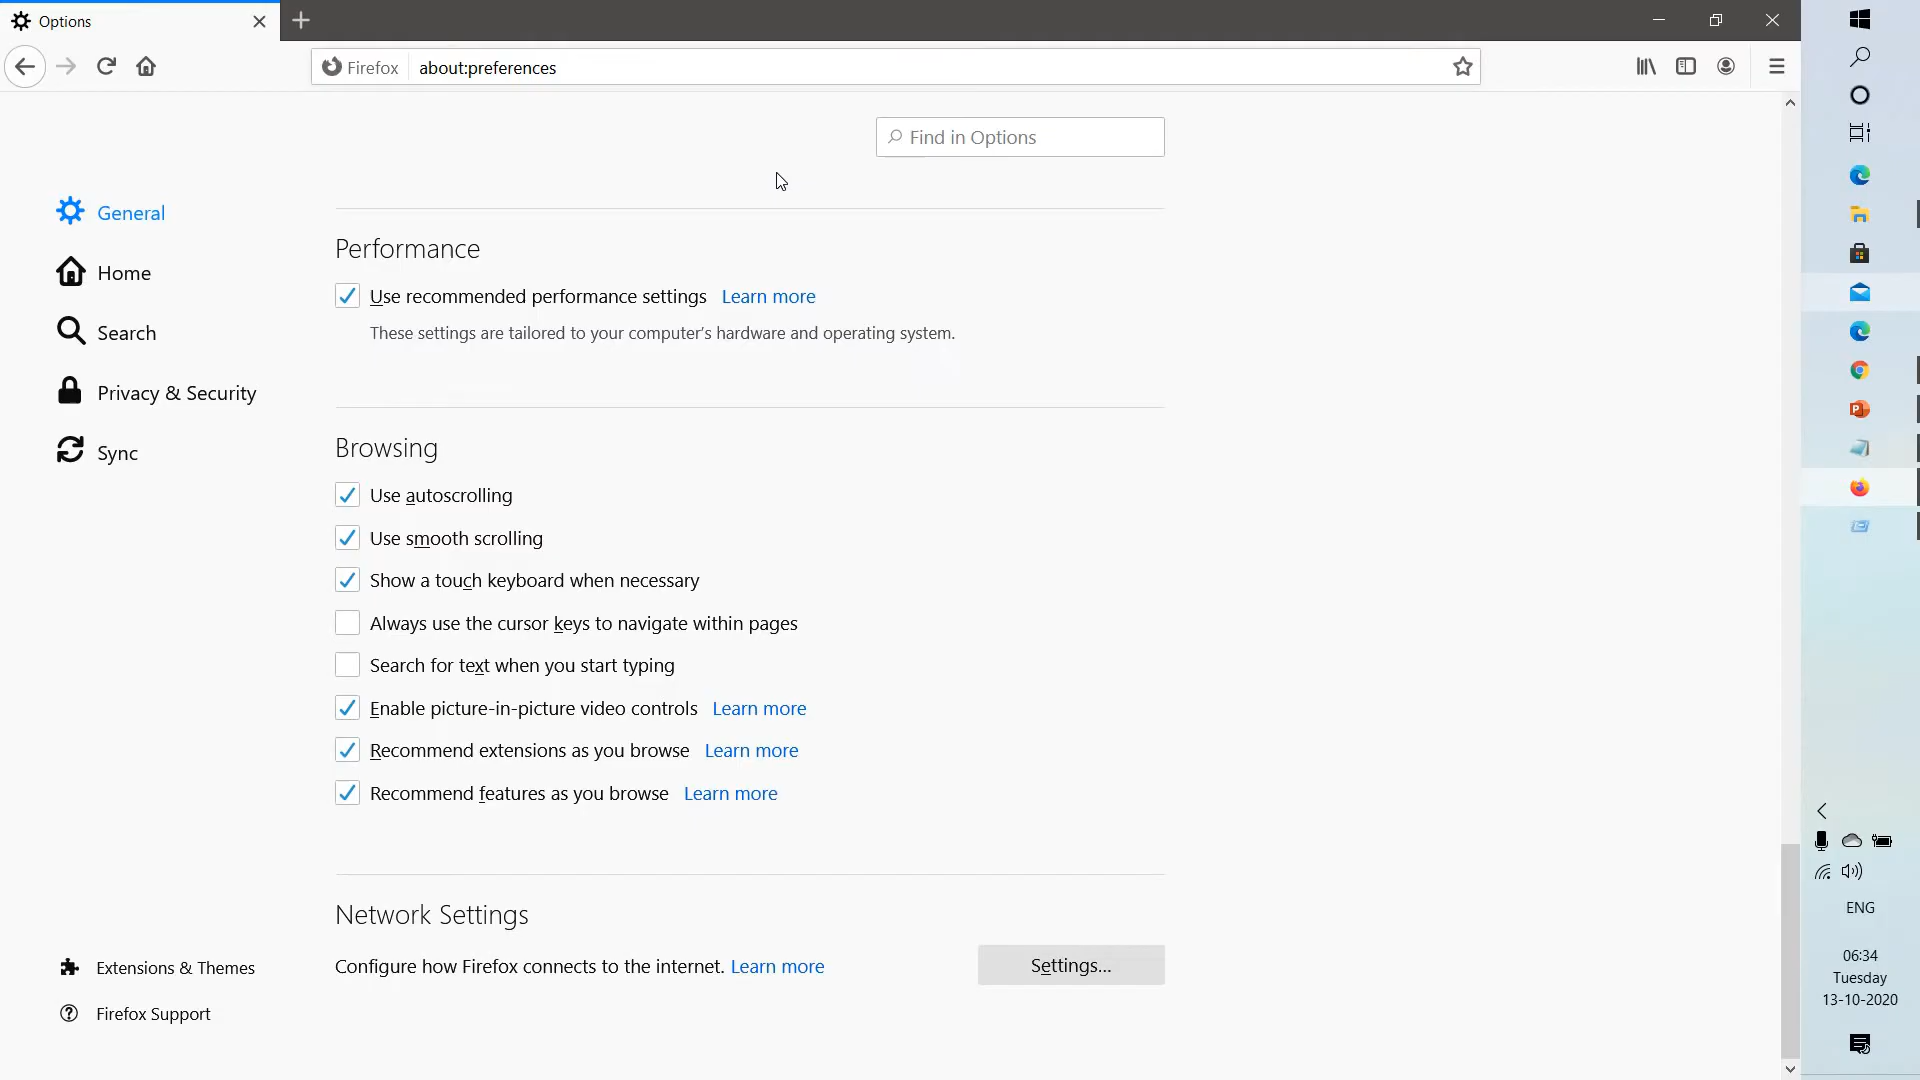 Options
Firefox
about:preferences
Find in Options
General
Home
Search
Privacy & Security
Sync
Extensions & Themes
Firefox Support
Performance
Use recommended performance settings Learn more
These settings are tailored to your computer's hardware and operating system.
Browsing
Use autoscrolling
Use smooth scrolling
Show a touch keyboard when necessary
Always use the cursor keys to navigate within pages
Search for text when you start typing
Enable picture-in-picture video controls Learn more
Recommend extensions as you browse Learn more
Recommend features as you browse Learn more
Network Settings
Configure how Firefox connects to the internet. Learn more
Settings...
ENG
06:34
Tuesday
13-10-2020